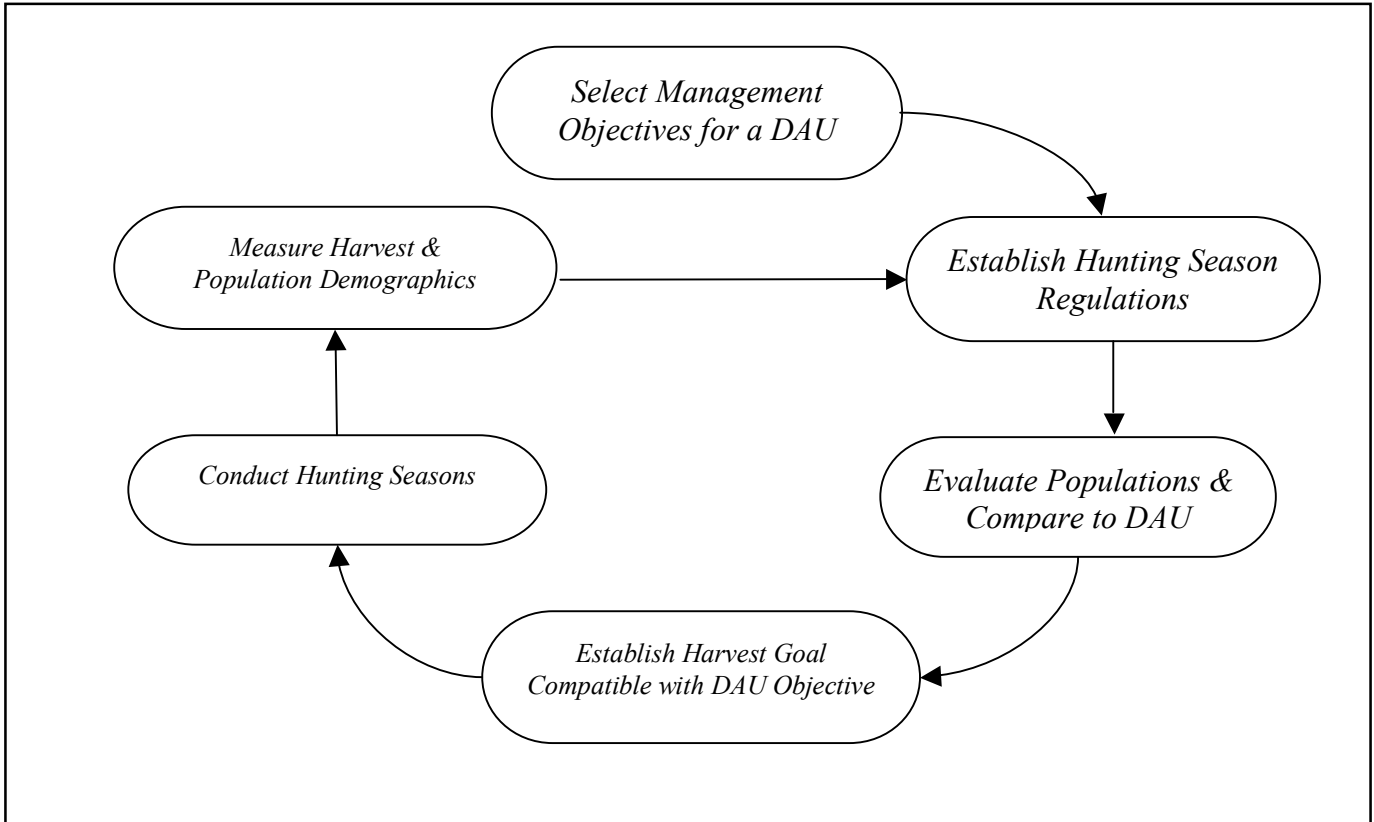 Select Management
Objectives for a DAU
Measure Harvest &
Population Demographics
Establish Hunting Season
Regulations
Conduct Hunting Seasons
Evaluate Populations &
Compare to DAU
Establish Harvest Goal
Compatible with DAU Objective